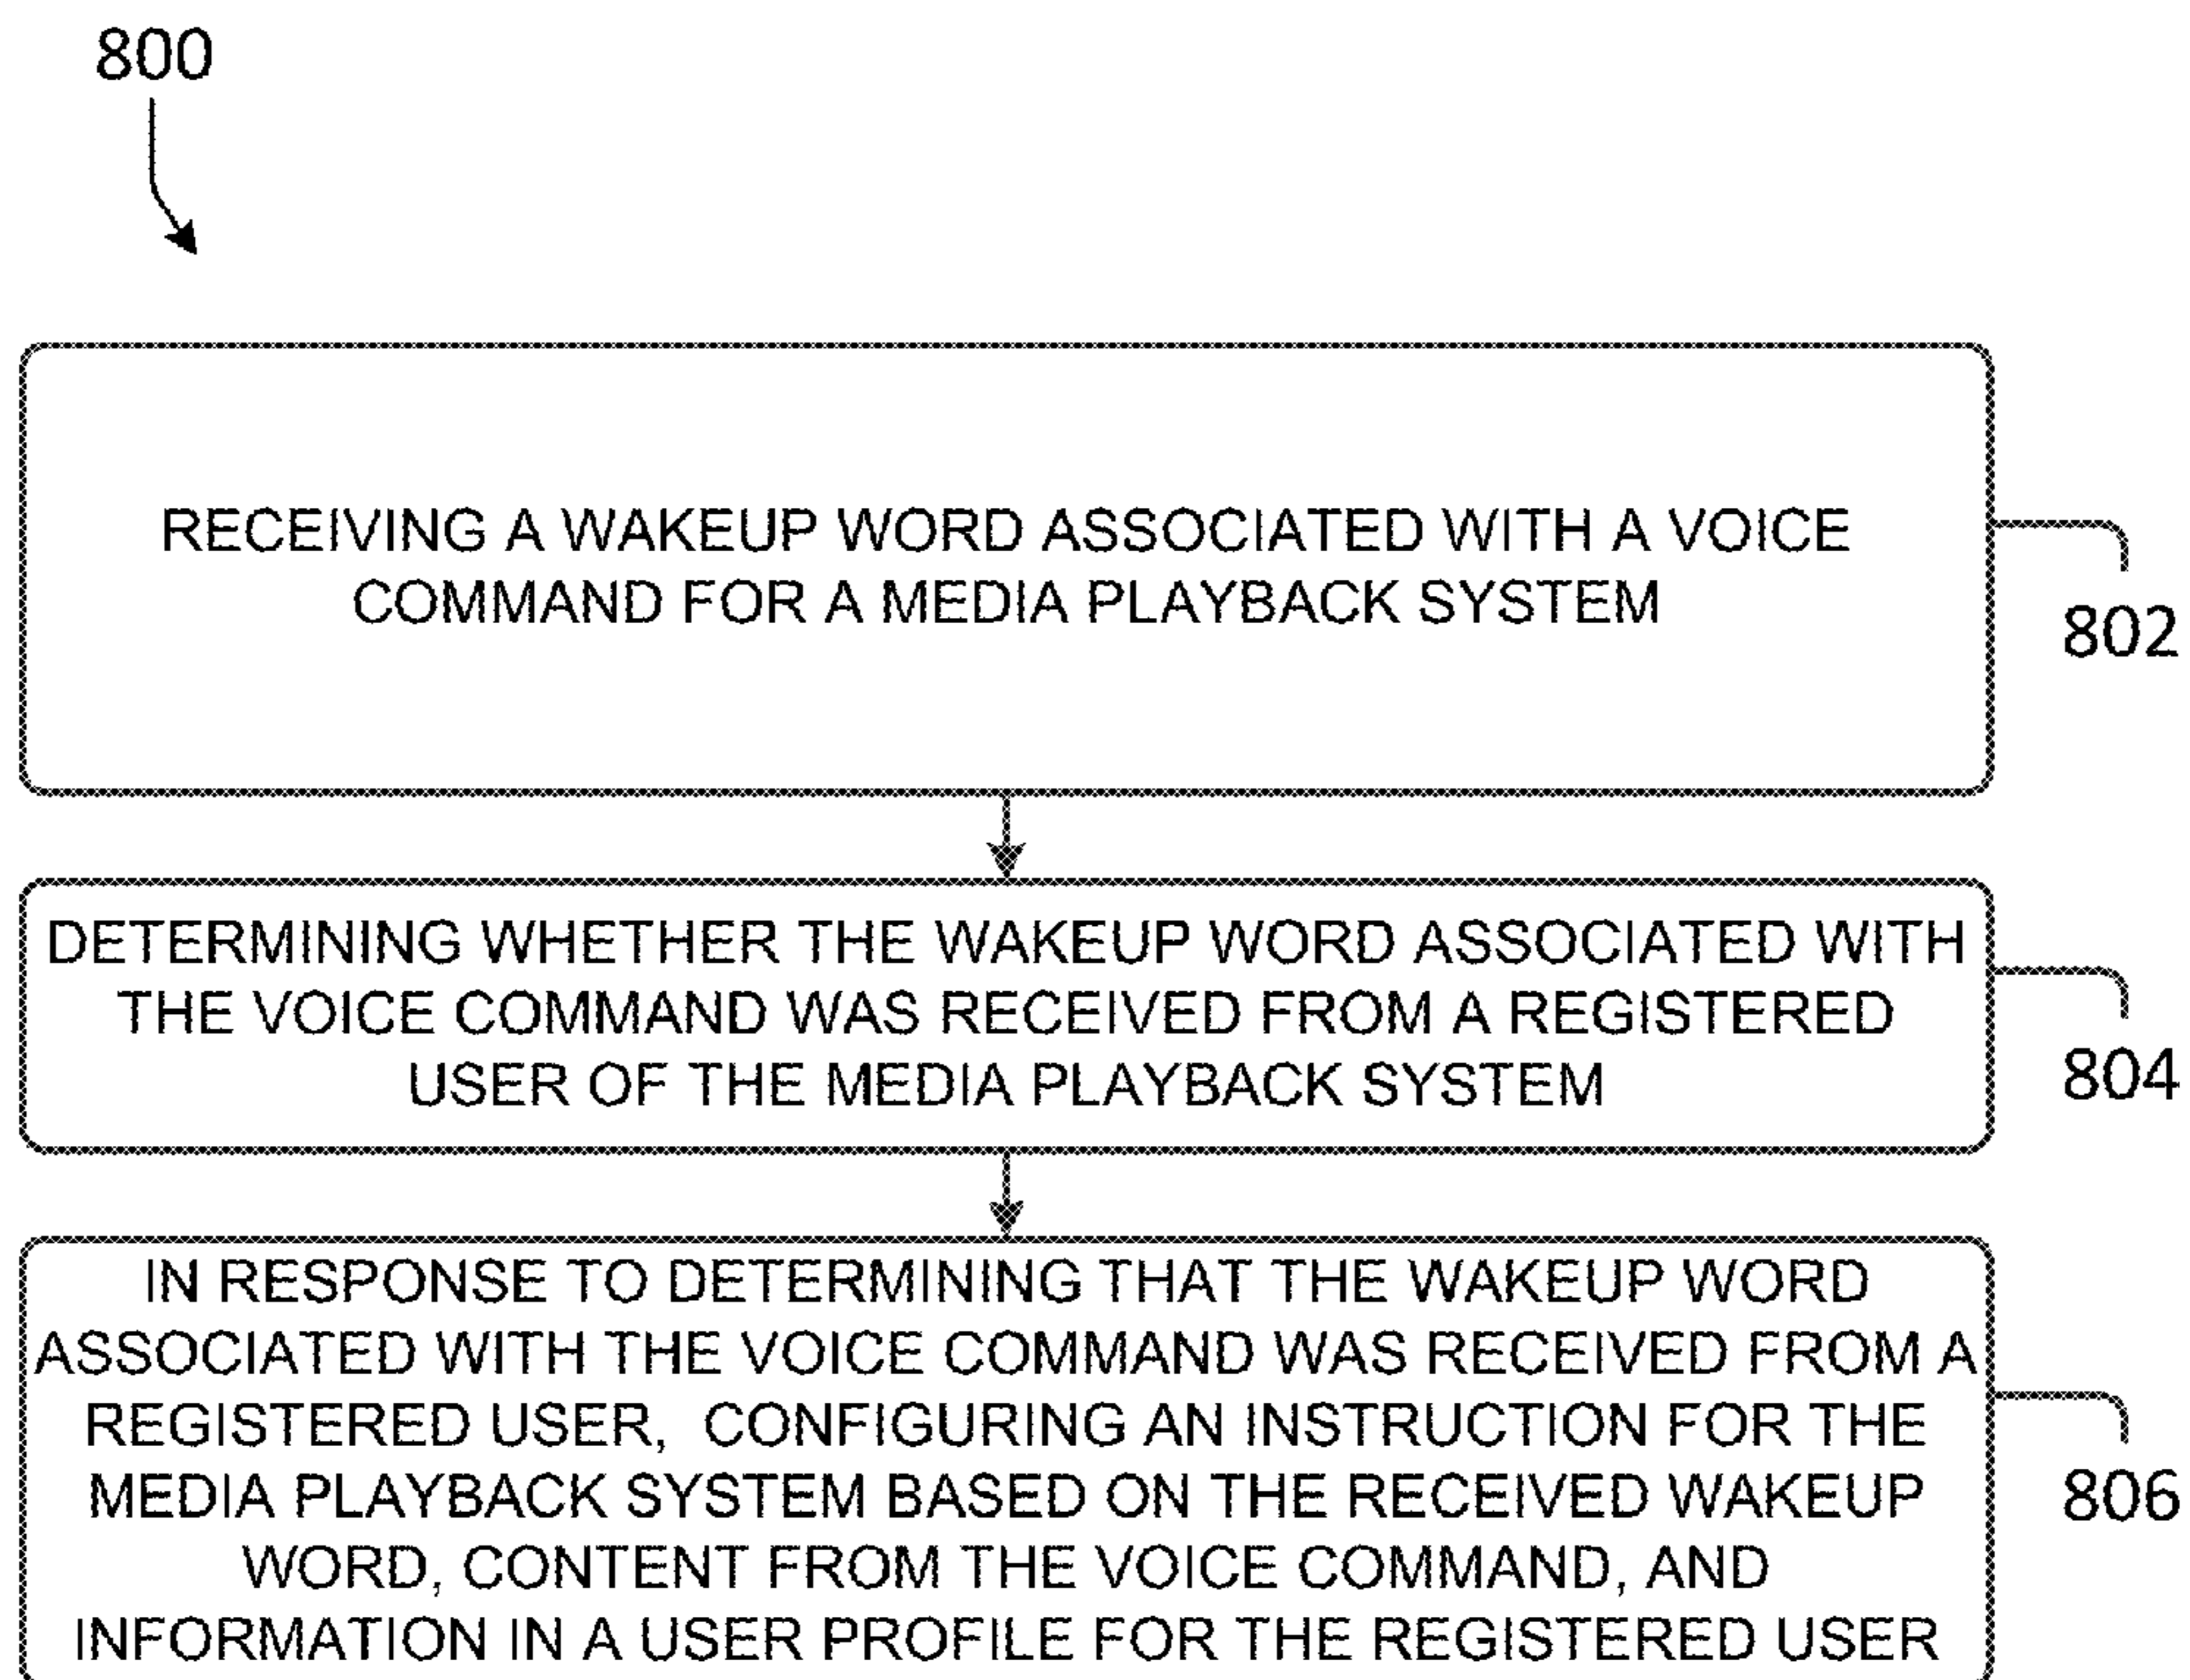 800
RECEIVING A WAKEUP WORD ASSOCIATED WITH A VOICE
COMMAND FOR A MEDIA PLAYBACK SYSTEM
802
DETERMINING WHETHER THE WAKEUP WORD ASSOCIATED WITH
THE VOICE COMMAND WAS RECEIVED FROM A REGISTERED
USER OF THE MEDIA PLAYBACK SYSTEM
804
IN RESPONSE TO DETERMINING THAT THE WAKEUP WORD
ASSOCIATED WITH THE VOICE COMMAND WAS RECEIVED FROM A
REGISTERED USER, CONFIGURING AN INSTRUCTION FOR THE
MEDIA PLAYBACK SYSTEM BASED ON THE RECEIVED WAKEUP
WORD, CONTENT FROM THE VOICE COMMAND, AND
INFORMATION IN A USER PROFILE FOR THE REGISTERED USER
806